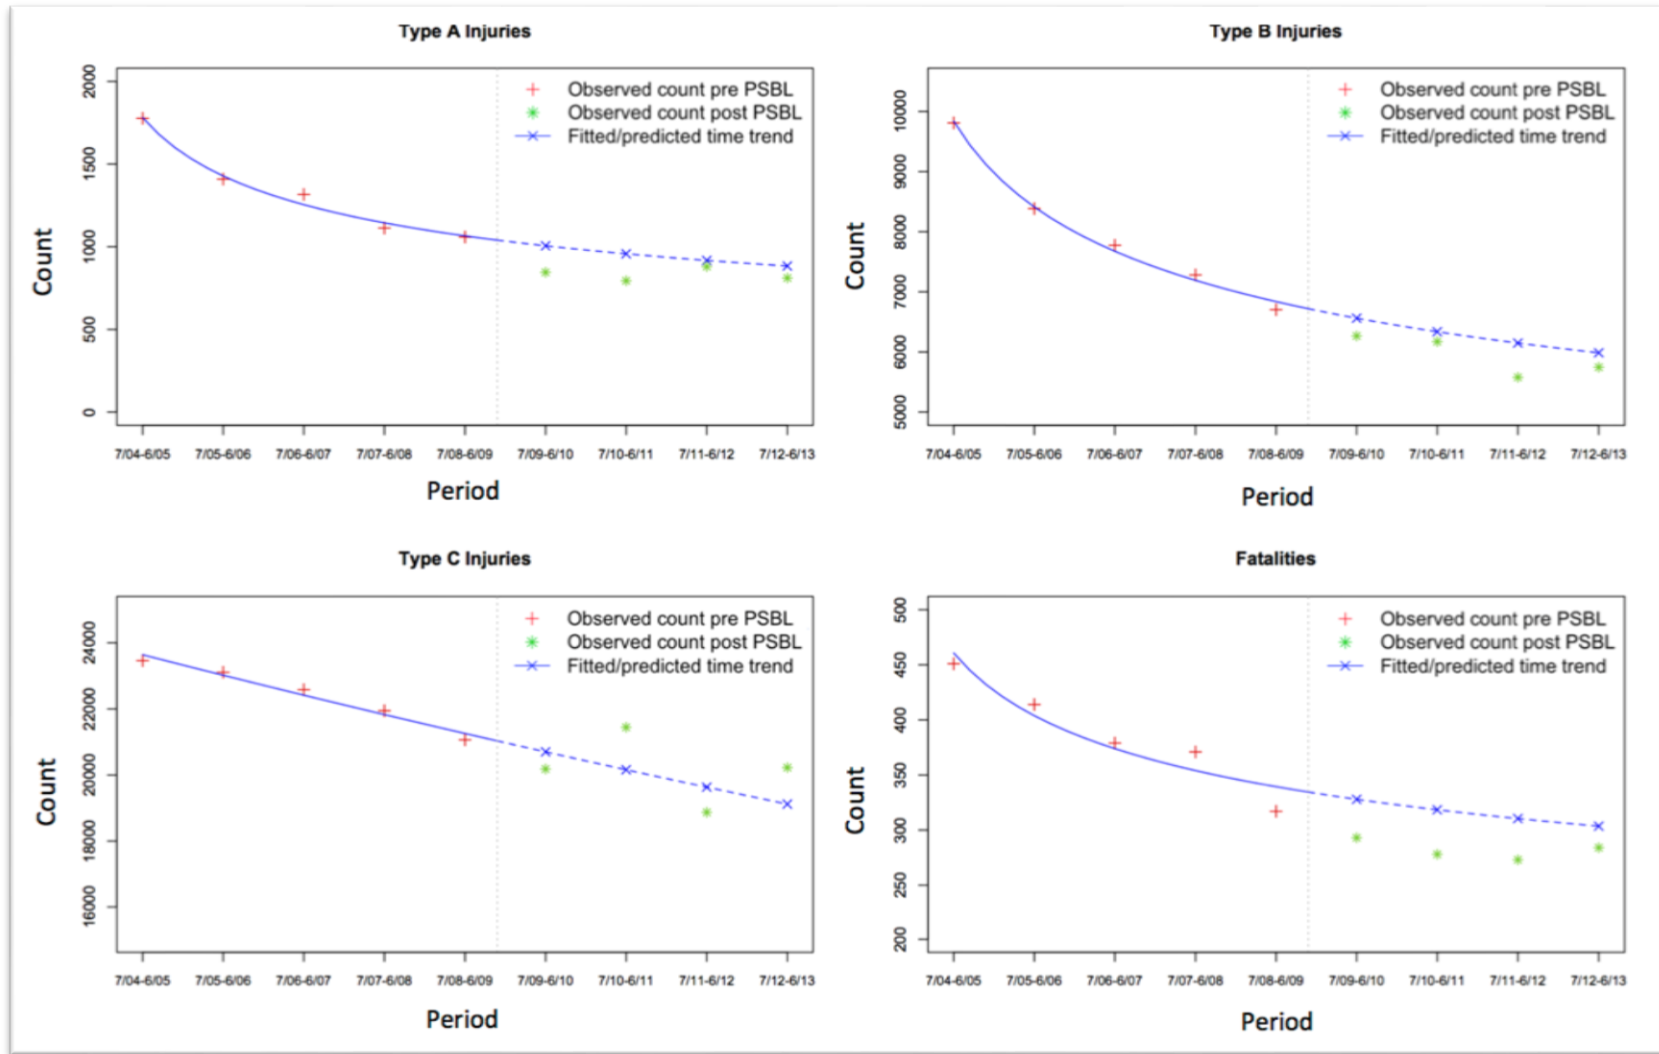 Type A Injuries
2000
1500
1000
500
0
Count
Observed count pre PSBL
Observed count post PSBL
Fitted/predicted time trend
7/04-6/05 7/05-6/06 7/06-6/07 7/07-6/08 7/08-6/09 7/09-6/10 7/10-6/11 7/11-6/12 7/12-6/13
Period
Type B Injuries
10000
9000
8000
7000
6000
5000
Count
Observed count pre PSBL
Observed count post PSBL
Fitted/predicted time trend
7/04-6/05 7/05-6/06 7/06-6/07 7/07-6/08 7/08-6/09 7/09-6/10 7/10-6/11 7/11-6/12 7/12-6/13
Period
Type C Injuries
24000
22000
20000
18000
16000
Count
Observed count pre PSBL
Observed count post PSBL
Fitted/predicted time trend
7/04-6/05 7/05-6/06 7/06-6/07 7/07-6/08 7/08-6/09 7/09-6/10 7/10-6/11 7/11-6/12 7/12-6/13
Period
Fatalities
500
450
400
350
300
250
200
Count
Observed count pre PSBL
Observed count post PSBL
Fitted/predicted time trend
7/04-6/05 7/05-6/06 7/06-6/07 7/07-6/08 7/08-6/09 7/09-6/10 7/10-6/11 7/11-6/12 7/12-6/13
Period